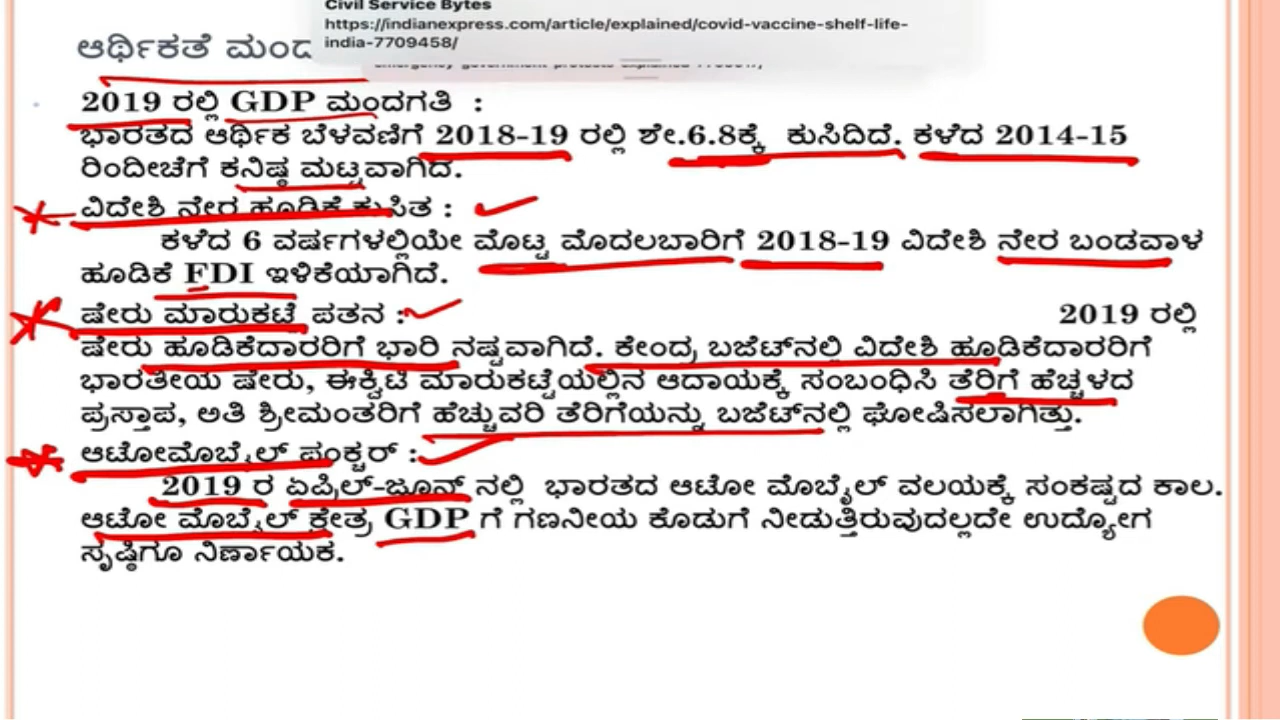 Civil Service Bytes
https://indianexpress.com/article/explained/covid-vaccine-shelf-life-
india-7709458/
ಆರ್ಥಿಕತೆ
2019 ರಲ್ಲಿ GDP ಮಂದಗತಿ :
ಭಾರತದ ಆರ್ಥಿಕ ಬೆಳವಣಿಗೆ 2018-19 ರಲ್ಲಿ ಶೇ.6.8ಕ್ಕೆ ಕುಸಿದಿದೆ. ಕಳೆದ 2014-15
ರಿಂದೀಚೆಗೆ ಕನಿಷ್ಠ ಮಟ್ಟವಾಗಿದೆ.
ವಿದೇಶಿ ನೇರ ಹೂಡಿಕೆ ಕುಸಿತ :
ಕಳೆದ 6 ವರ್ಷಗಳಲ್ಲಿಯೇ ಮೊಟ್ಟ ಮೊದಲಬಾರಿಗೆ 2018-19 ವಿದೇಶಿ ನೇರ ಬಂಡವಾಳ
ಹೂಡಿಕೆ FDI ಇಳಿಕೆಯಾಗಿದೆ.
ಷೇರು ಮಾರುಕಟೆ ಪತನ : 2019 ರಲ್ಲಿ
ಷೇರು ಹೂಡಿಕೆದಾರರಿಗೆ ಭಾರಿ ನಷ್ಟವಾಗಿದೆ. ಕೇಂದ್ರ ಬಜೆಟ್‌ನಲ್ಲಿ ವಿದೇಶಿ ಹೂಡಿಕೆದಾರರಿಗೆ
ಭಾರತೀಯ ಷೇರು, ಈಕ್ವಿಟಿ ಮಾರುಕಟ್ಟೆಯಲ್ಲಿನ ಆದಾಯಕ್ಕೆ ಸಂಬಂಧಿಸಿ ತೆರಿಗೆ ಹೆಚ್ಚಳದ
ಪ್ರಸ್ತಾಪ, ಅತಿ ಶ್ರೀಮಂತರಿಗೆ ಹೆಚ್ಚುವರಿ ತೆರಿಗೆಯನ್ನು ಬಜೆಟ್‌ನಲ್ಲಿ ಘೋಷಿಸಲಾಗಿತ್ತು.
ಆಟೋಮೊಬೈಲ್ ಪಂಕ್ಚರ್ :
2019 ರ ಏಪ್ರಿಲ್-ಜೂನ್ ನಲ್ಲಿ ಭಾರತದ ಆಟೋ ಮೊಬೈಲ್ ವಲಯಕ್ಕೆ ಸಂಕಷ್ಟದ ಕಾಲ.
ಆಟೋ ಮೊಬೈಲ್ ಕ್ಷೇತ್ರ GDP ಗೆ ಗಣನೀಯ ಕೊಡುಗೆ ನೀಡುತ್ತಿರುವುದಲ್ಲದೇ ಉದ್ಯೋಗ
ಸೃಷ್ಠಿಗೂ ನಿರ್ಣಾಯಕ.